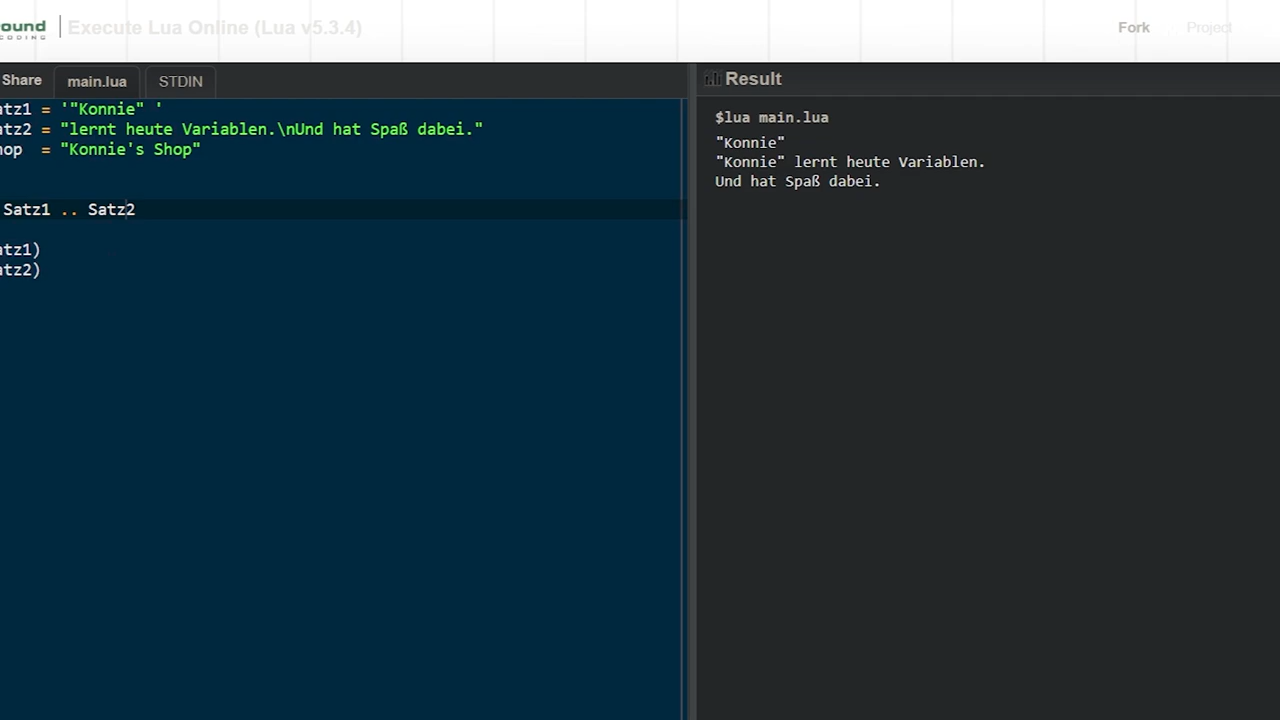 ound
CODING
Execute Lua Online (Lua v5.3.4)
Fork
Project
Share
main.lua
STDIN
Result
atz1 = '"Konnie" '
atz2 = "lernt heute Variablen.\nUnd hat Spaß dabei."
hop = "Konnie's Shop"
Satz1 .. Satz2
atz1)
atz2)
$lua main.lua
"Konnie"
"Konnie" lernt heute Variablen.
Und hat Spaß dabei.